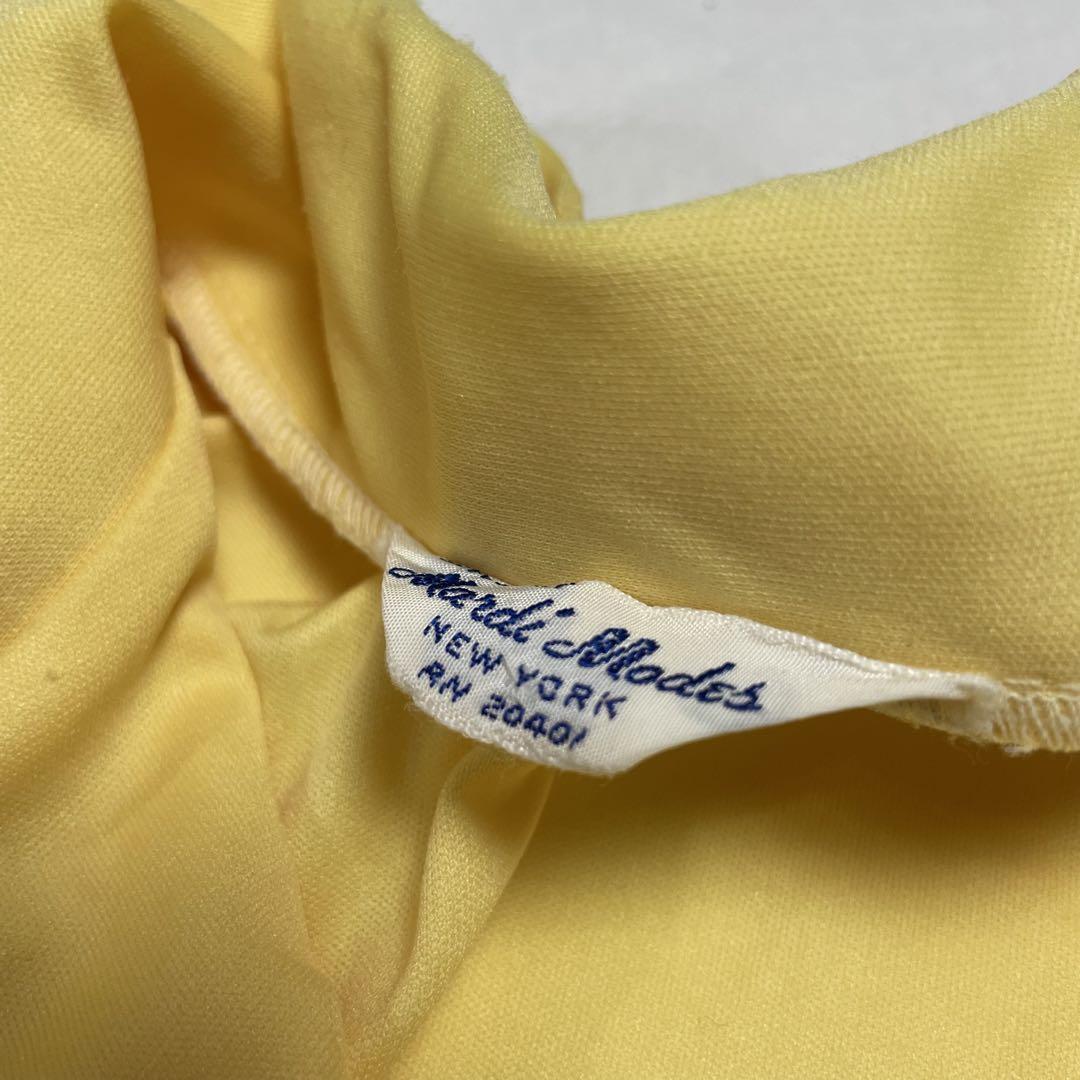 Mardi Modes
NEW YORK
RN 20401